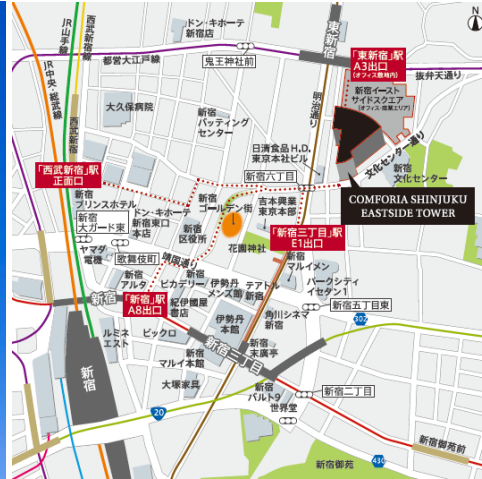 N
ドン・キホーテ
新宿店
東新宿
「東新宿」駅
A3出口
(オフィス敷地内)
抜弁天通り
都営大江戸線
鬼王神社前
西武新宿線
JR山手線
JR中央・総武線
大久保病院
新宿
バッティング
センター
明治通り
新宿イースト
サイドスクエア
(オフィス・商業エリア)
日清食品H.D.
東京本社ビル
文化センター通り
新宿
文化センター
西武新宿
「西武新宿」駅
正面口
新宿六丁目
COMFORIA SHINJUKU
EASTSIDE TOWER
新宿
プリンスホテル
新宿
ゴールデン街
吉本興業
東京本部
ドン・キホーテ
新宿東口
本店
新宿
区役所
新宿
大ガード東
花園神社
「新宿三丁目」駅
E1出口
ヤマダ
電機
歌舞伎町
靖国通り
新宿
マルイメン
新宿
アルタ
新宿
ピカデリー
伊勢丹
メンズ館
テアトル
新宿
パークシティ
イセタン1
新宿
「新宿」駅
A8出口
紀伊國屋
書店
新宿五丁目東
角川シネマ
新宿
302
伊勢丹
本館
ルミネ
エスト
ビックロ
新宿三丁目
新宿
末廣亭
新宿
マルイ本館
新宿
大塚家具
新宿
バルト9
新宿二丁目
世界堂
20
新宿御苑前
新宿御苑
430